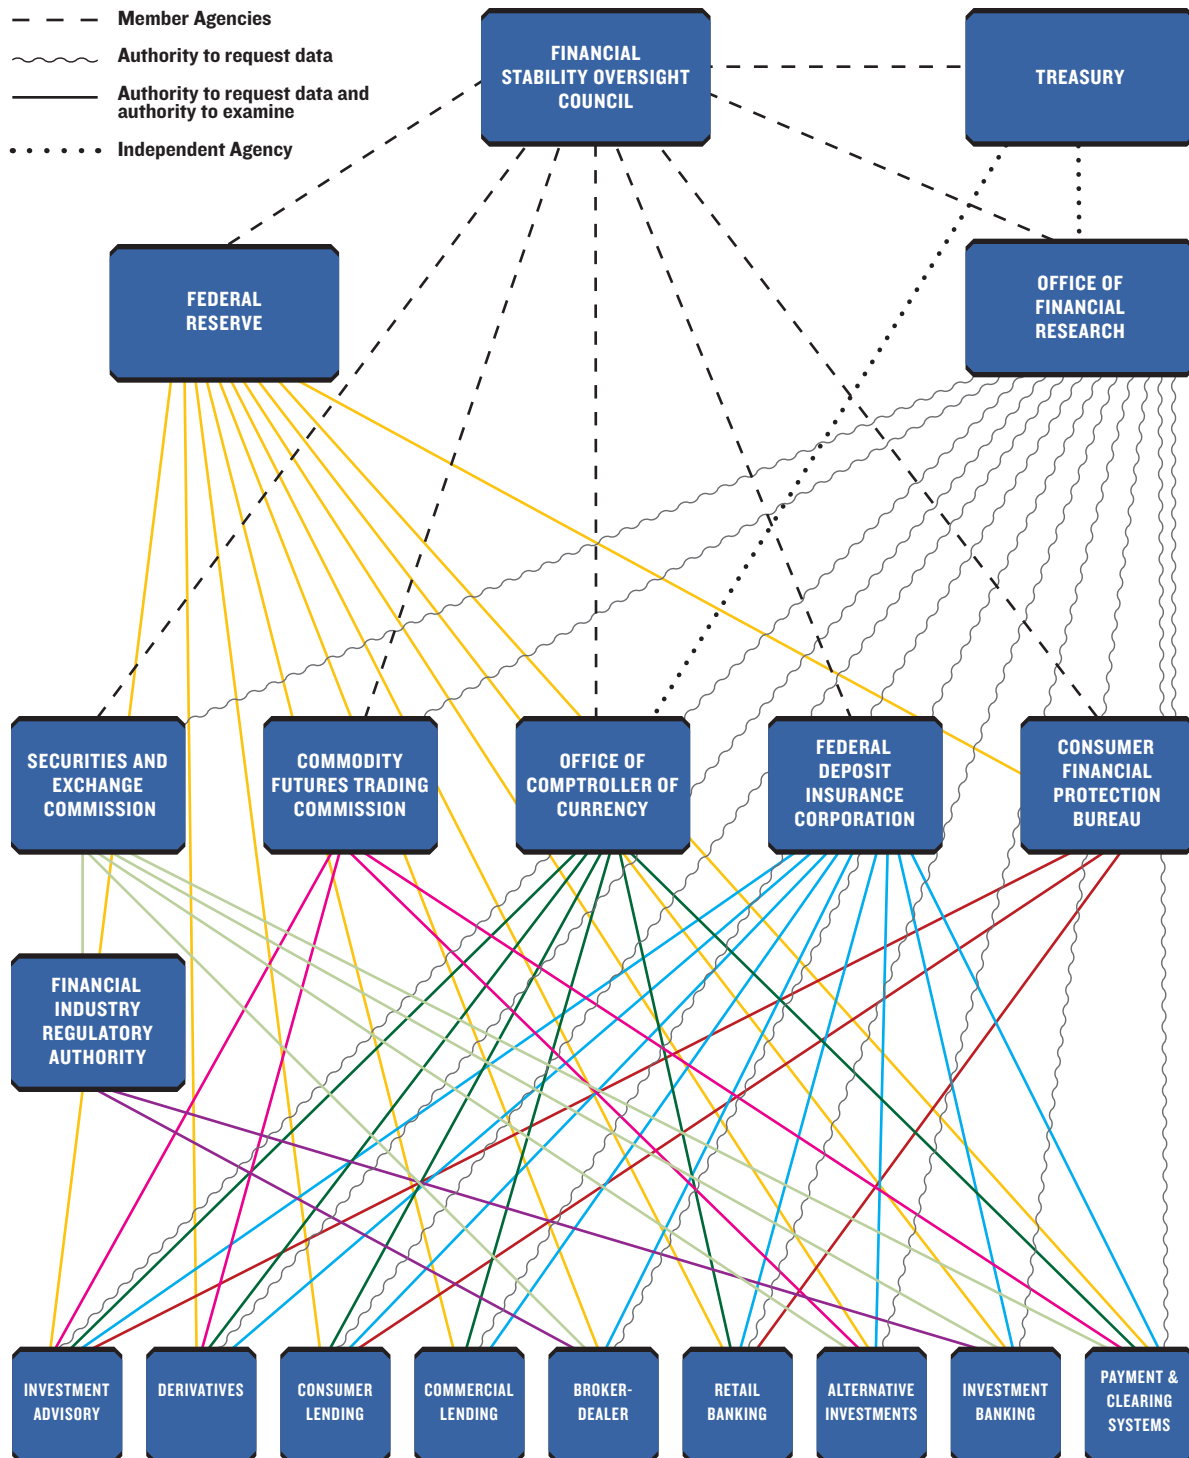 Member Agencies
Authority to request data
Authority to request data and
authority to examine
Independent Agency
FINANCIAL
STABILITY OVERSIGHT
COUNCIL
TREASURY
FEDERAL
RESERVE
OFFICE OF
FINANCIAL
RESEARCH
SECURITIES AND
EXCHANGE
COMMISSION
COMMODITY
FUTURES TRADING
COMMISSION
OFFICE OF
COMPTROLLER OF
CURRENCY
FEDERAL
DEPOSIT
INSURANCE
CORPORATION
CONSUMER
FINANCIAL
PROTECTION
BUREAU
FINANCIAL
INDUSTRY
REGULATORY
AUTHORITY
INVESTMENT
ADVISORY
DERIVATIVES
CONSUMER
LENDING
COMMERCIAL
LENDING
BROKER-
DEALER
RETAIL
BANKING
ALTERNATIVE
INVESTMENTS
INVESTMENT
BANKING
PAYMENT &
CLEARING
SYSTEMS